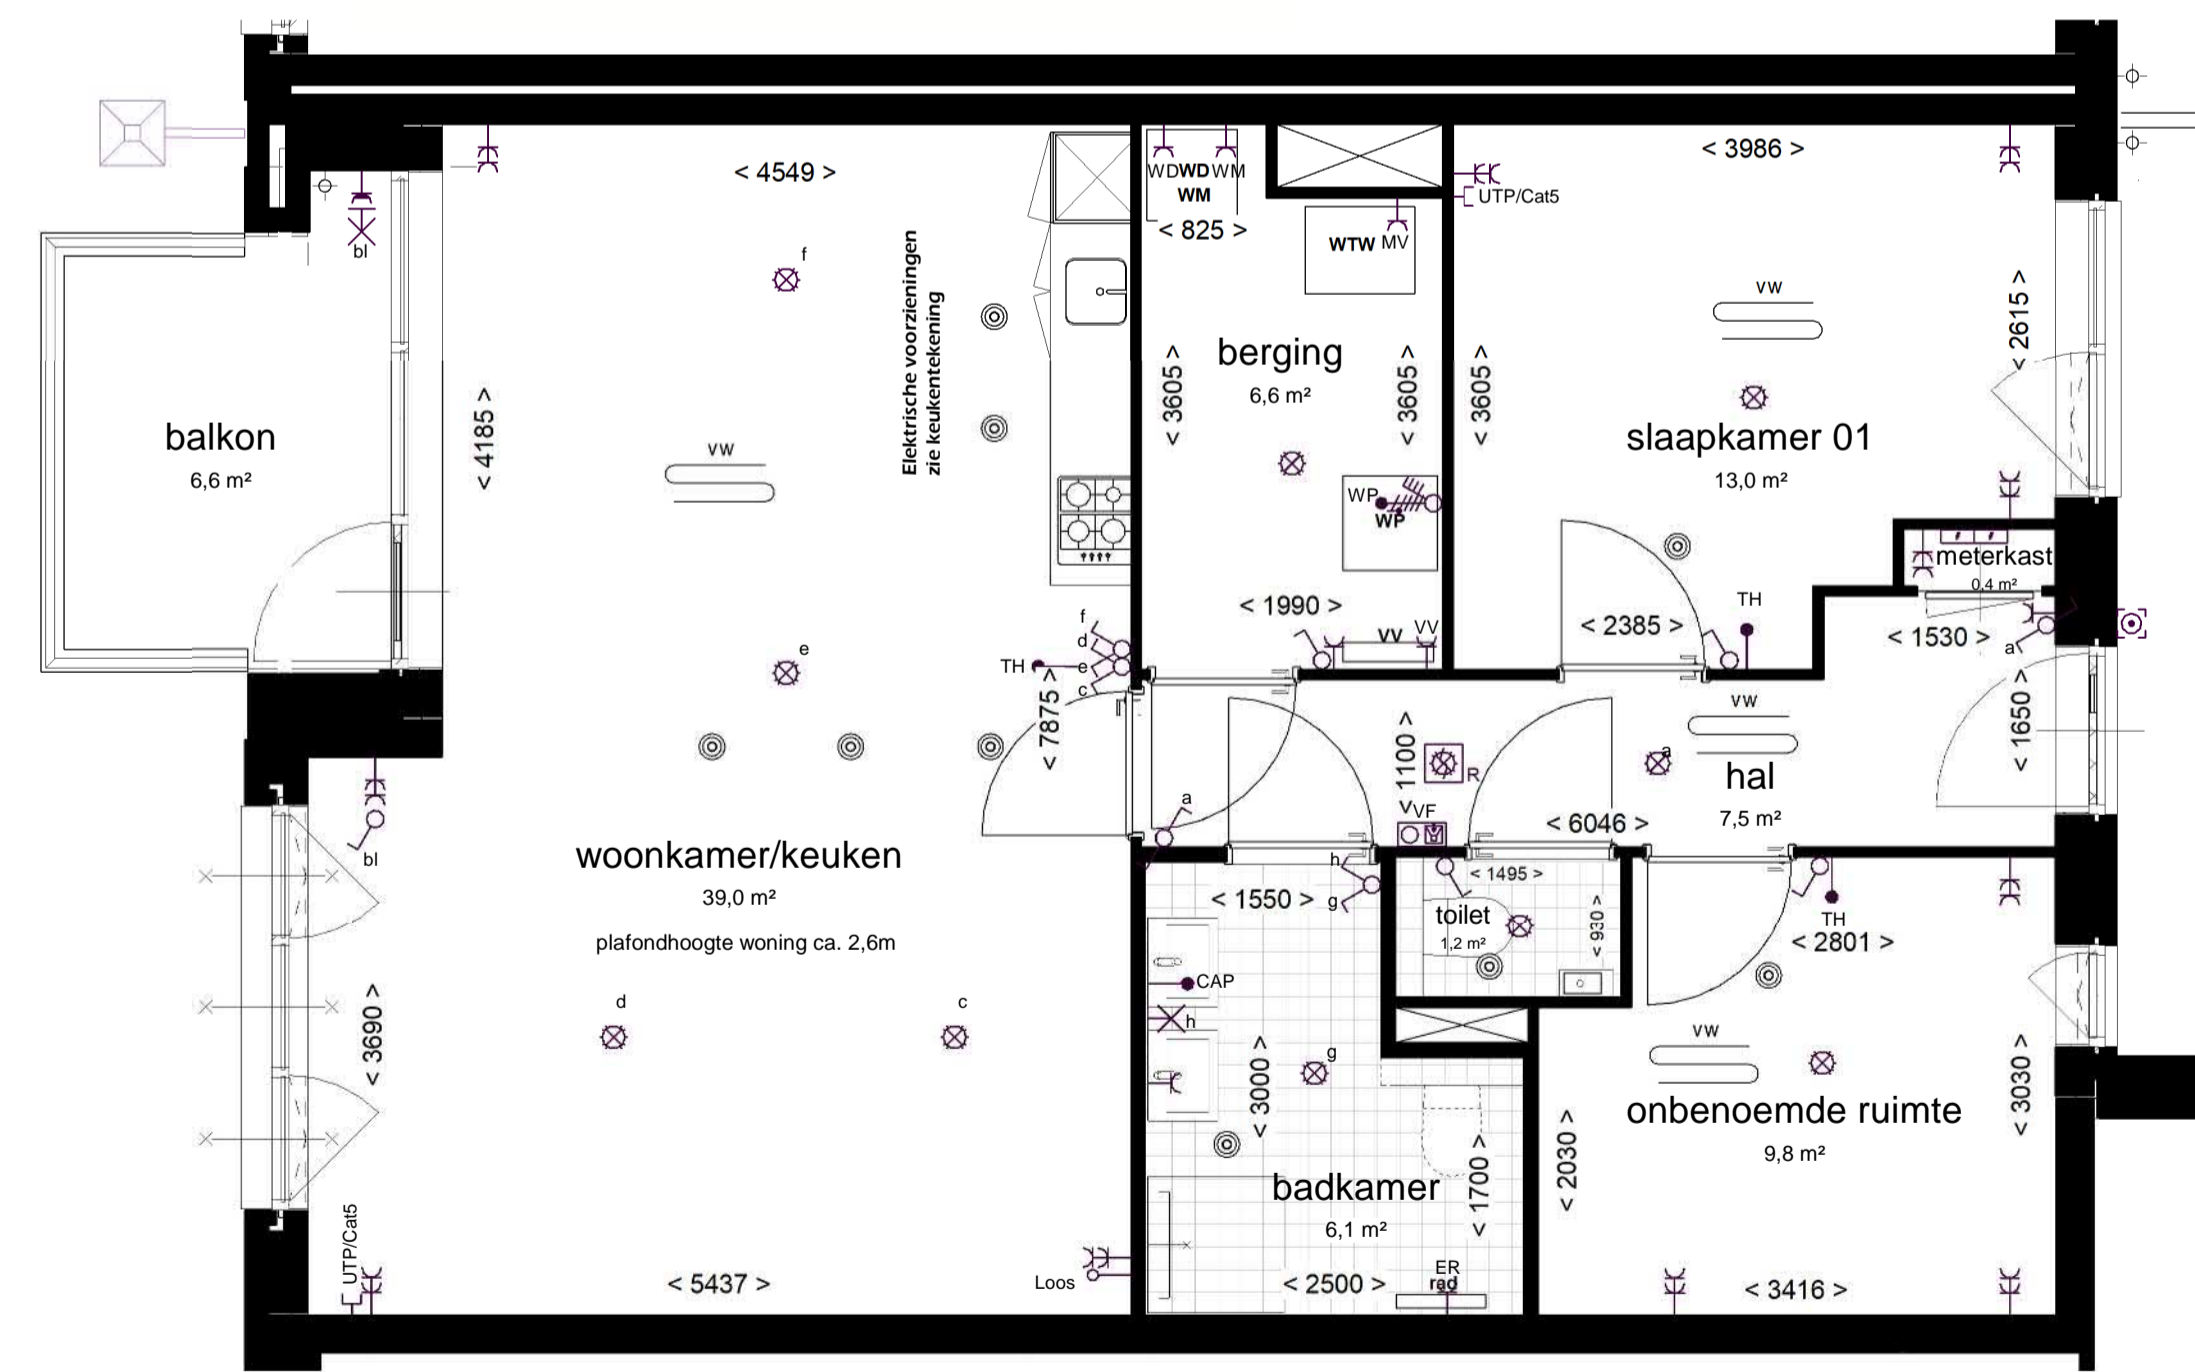 < 4549 >
bl
f
Elektrische voorzieningen
zie keukentekening
balkon
6,6 m²
< 4185 >
vw
e
TH
f
d
e
c
< 7875 >
bl
woonkamer/keuken
39,0 m²
plafondhoogte woning ca. 2,6m
d
c
< 3690 >
UTP/Cat5
< 5437 >
Loos
WD
WD
WM
WM
< 825 >
WTW
MV
berging
6,6 m²
< 3605 >
< 3605 >
WP
WP
< 1990 >
VV
VV
< 3986 >
UTP/Cat5
vw
< 2615 >
< 3605 >
slaapkamer 01
13,0 m²
< 2385 >
TH
meterkast
0,4 m²
< 1530 >
a
< 1650 >
vw
a
hal
7,5 m²
< 6046 >
< 1100 >
R
VF
a
h
g
< 1550 >
CAP
h
g
< 3000 >
badkamer
6,1 m²
< 1700 >
< 2500 >
ER
rad
< 1495 >
toilet
1,2 m²
< 930 >
TH
< 2801 >
vw
onbenoemde ruimte
9,8 m²
< 2030 >
< 3030 >
< 3416 >